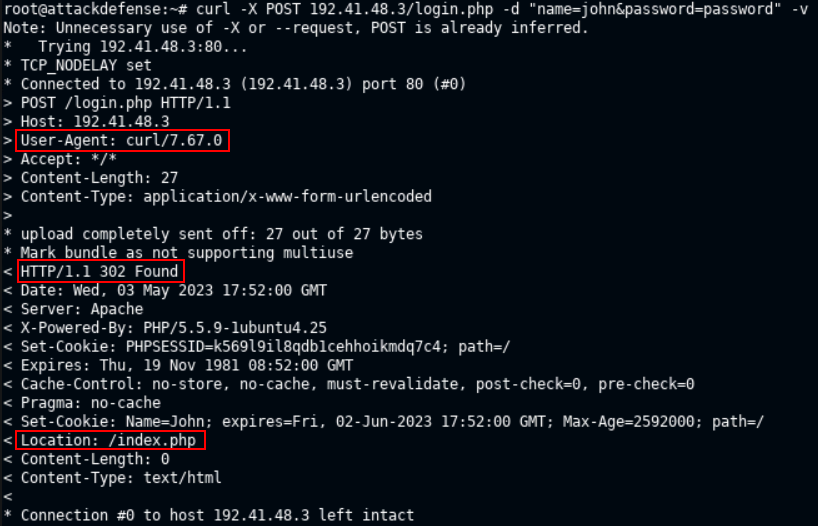 root@attackdefense:~# curl -X POST 192.41.48.3/login.php -d "name=john&password=password" -v
Note: Unnecessary use of -X or --request, POST is already inferred.
*   Trying 192.41.48.3:80...
* TCP_NODELAY set
* Connected to 192.41.48.3 (192.41.48.3) port 80 (#0)
> POST /login.php HTTP/1.1
> Host: 192.41.48.3
> User-Agent: curl/7.67.0
> Accept: */*
> Content-Length: 27
> Content-Type: application/x-www-form-urlencoded
>
* upload completely sent off: 27 out of 27 bytes
* Mark bundle as not supporting multiuse
< HTTP/1.1 302 Found
< Date: Wed, 03 May 2023 17:52:00 GMT
< Server: Apache
< X-Powered-By: PHP/5.5.9-1ubuntu4.25
< Set-Cookie: PHPSESSID=k569l9il8qdb1cehhoikmdq7c4; path=/
< Expires: Thu, 19 Nov 1981 08:52:00 GMT
< Cache-Control: no-store, no-cache, must-revalidate, post-check=0, pre-check=0
< Pragma: no-cache
< Set-Cookie: Name=John; expires=Fri, 02-Jun-2023 17:52:00 GMT; Max-Age=2592000; path=/
< Location: /index.php
< Content-Length: 0
< Content-Type: text/html
<
* Connection #0 to host 192.41.48.3 left intact